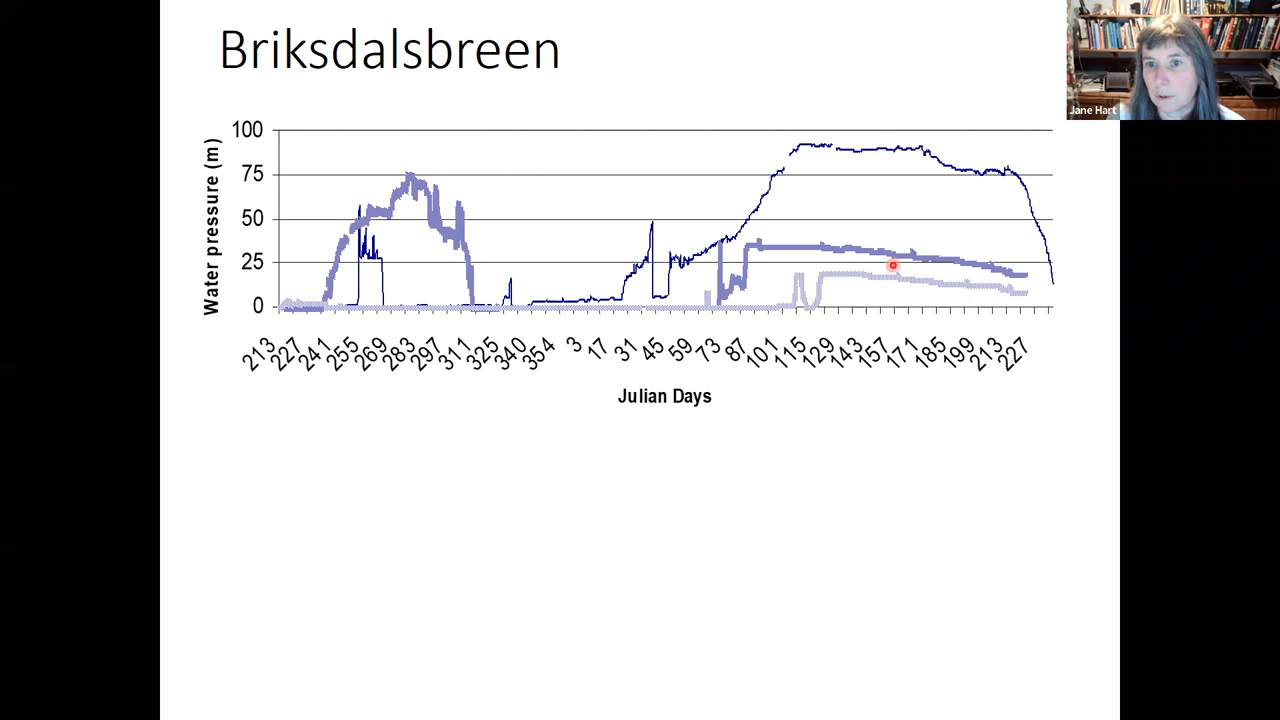 Briksdalsbreen
Jane Hart
Water pressure (m)
100
75
50
25
0
213 227 241 255 269 283 297 311 325 340 354 3 17 31 45 59 73 87 101 115 129 143 157 171 185 199 213 227
Julian Days